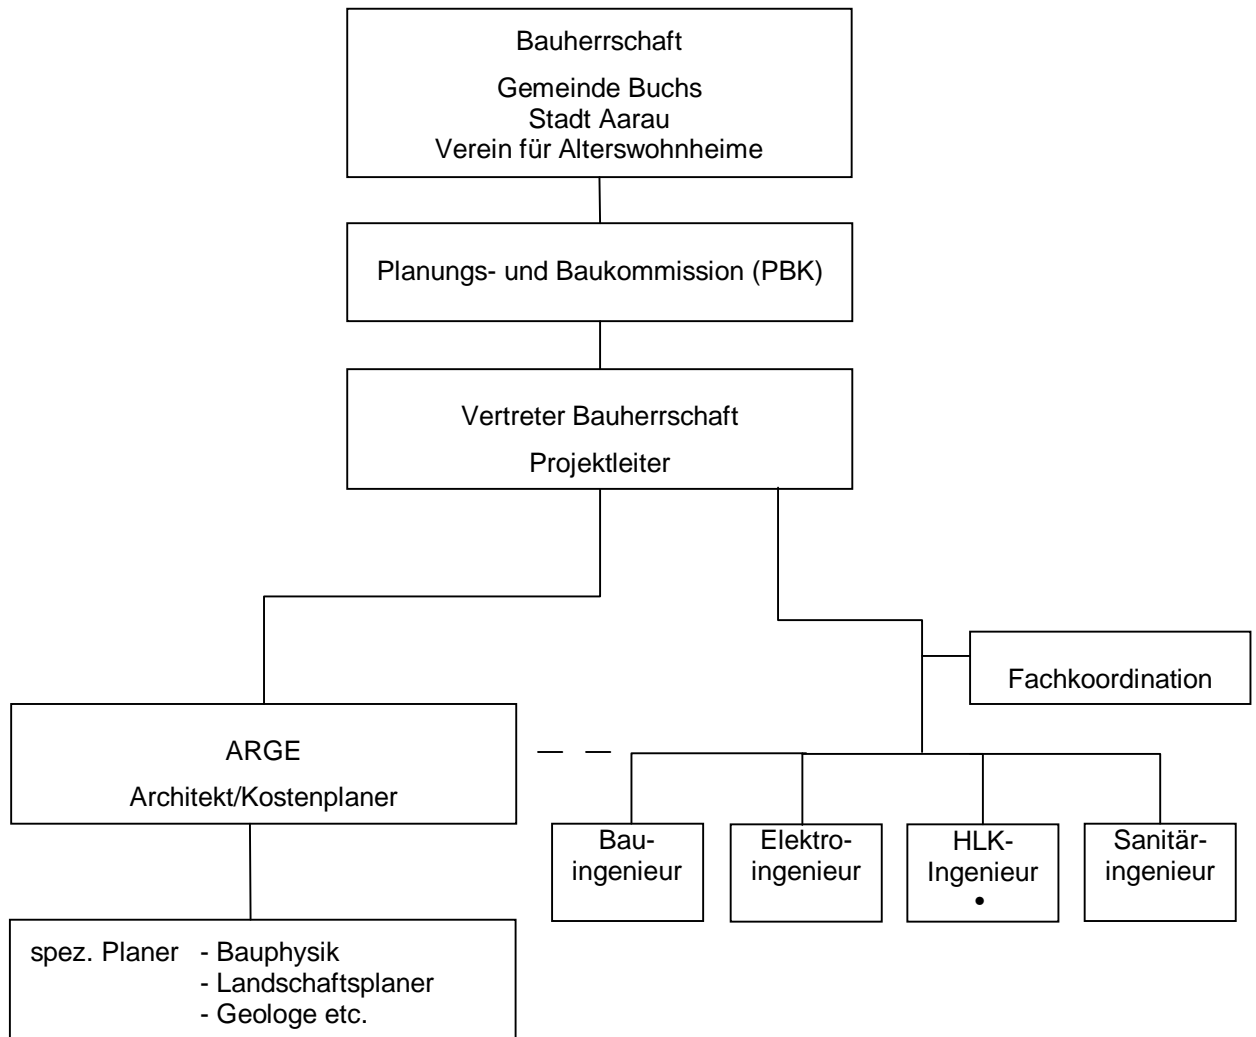 Bauherrschaft
Gemeinde Buchs
Stadt Aarau
Verein für Alterswohnheime
Planungs- und Baukommission (PBK)
Vertreter Bauherrschaft
Projektleiter
Fachkoordination
ARGE
Architekt/Kostenplaner
Bau-
ingenieur
Elektro-
ingenieur
HLK-
Ingenieur
•
Sanitär-
ingenieur
spez. Planer - Bauphysik
- Landschaftsplaner
- Geologe etc.